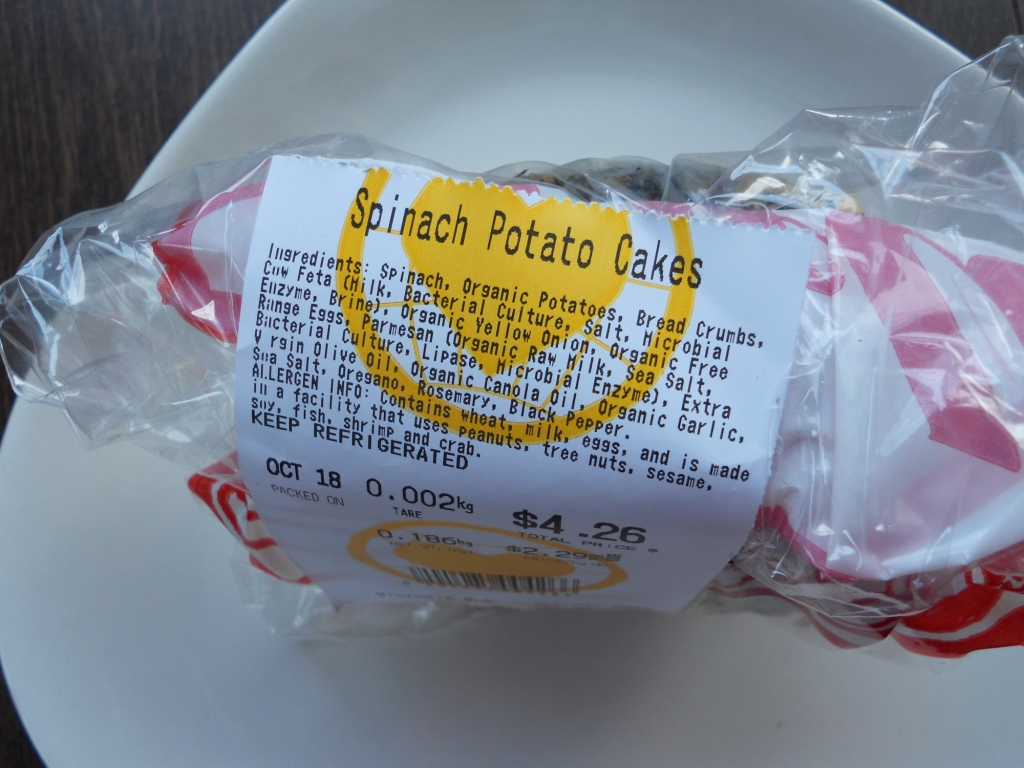 Spinach Potato Cakes
Ingredients: Spinach, Organic Potatoes, Bread Crumbs,
Cow Feta (Milk, Bacterial Culture, Salt, Microbial
Enzyme, Brine), Organic Yellow Onion, Organic Free
Range Eggs, Parmesan (Organic Raw Milk, Sea Salt,
Bacterial Culture, Lipase, Microbial Enzyme), Extra
Virgin Olive Oil, Organic Canola Oil, Organic Garlic,
Sea Salt, Oregano, Rosemary, Black Pepper.
ALLERGEN INFO: Contains wheat, milk, eggs, and is made
in a facility that uses peanuts, tree nuts, sesame,
soy, fish, shrimp and crab.
KEEP REFRIGERATED
OCT 18 0.002kg $4.26
PACKED ON TARE TOTAL PRICE
0.186kg $2.29